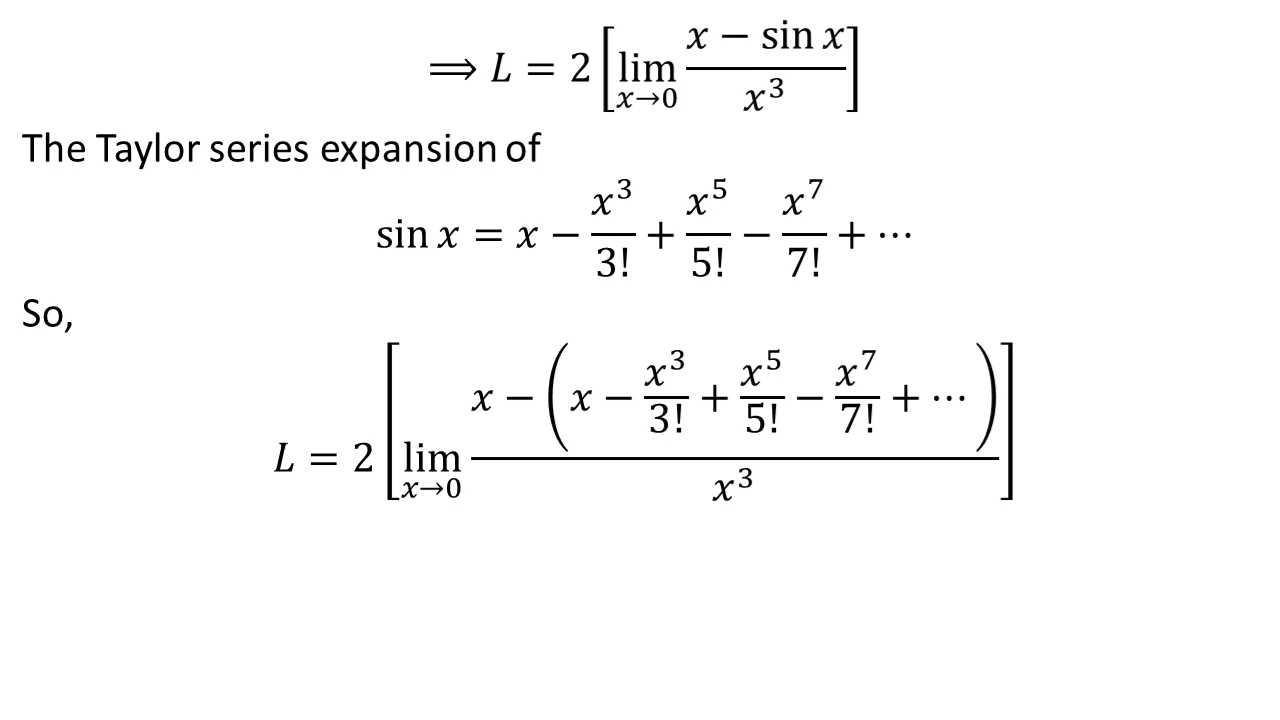 ⟹ L = 2 [lim_{x→0} (x − sin x)/x³]
The Taylor series expansion of
sin x = x − x³/3! + x⁵/5! − x⁷/7! + ⋯
So,
L = 2 [lim_{x→0} (x − (x − x³/3! + x⁵/5! − x⁷/7! + ⋯))/x³]